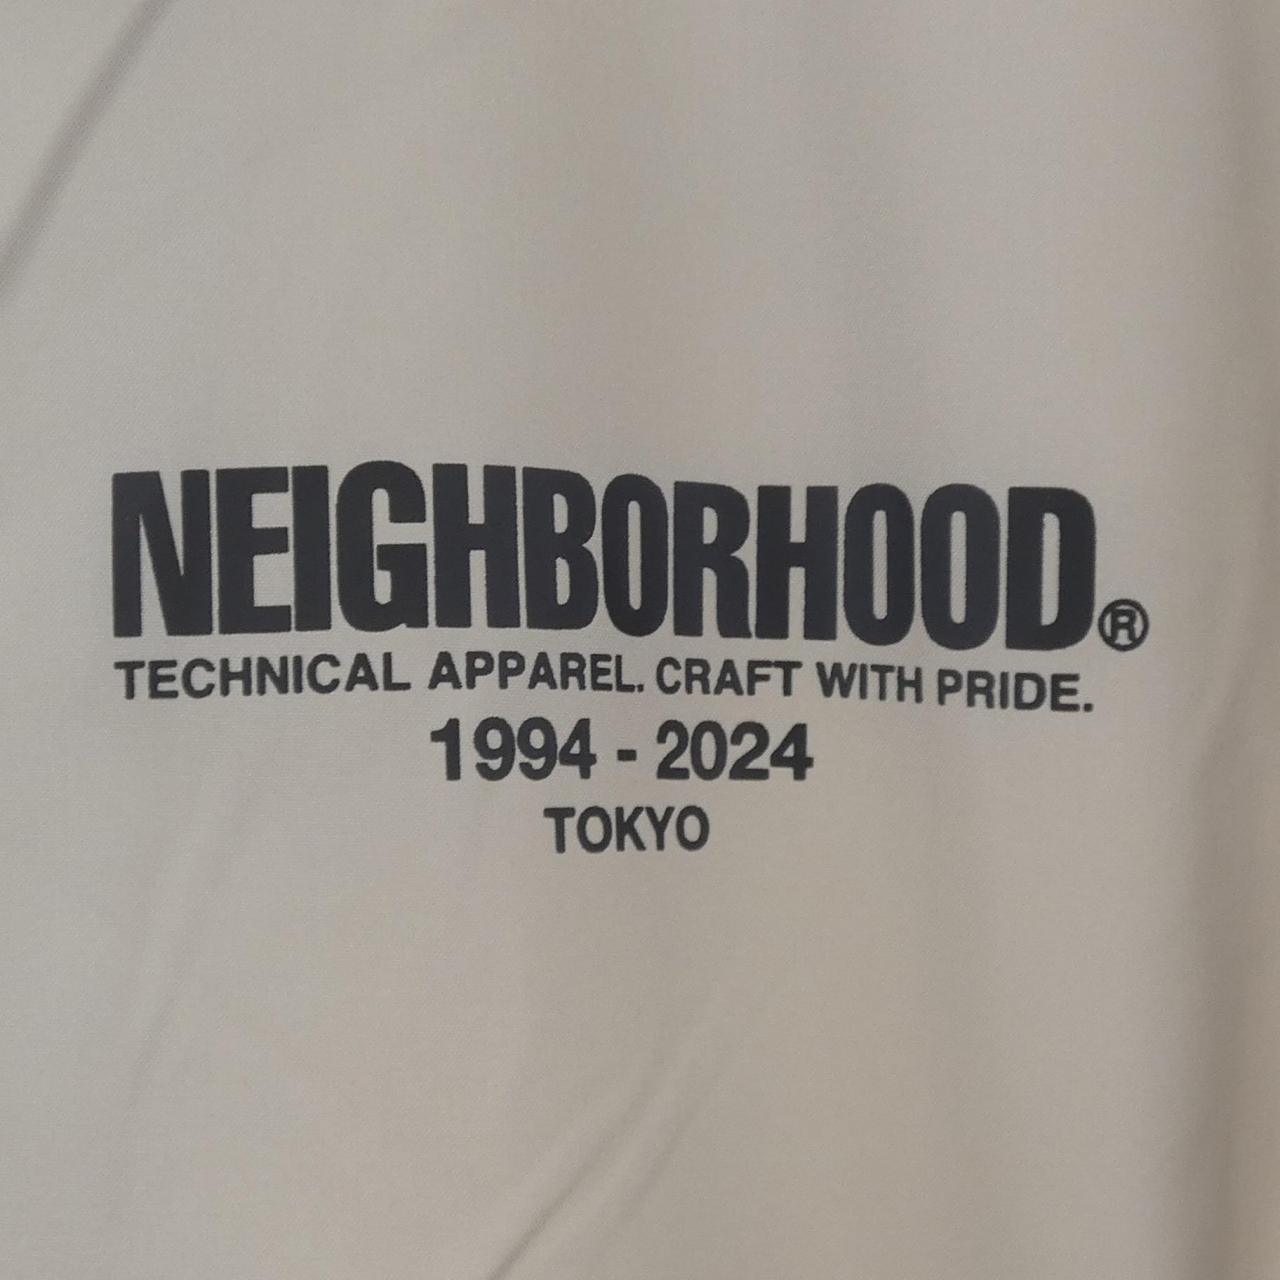 NEIGHBORHOOD®
TECHNICAL APPAREL. CRAFT WITH PRIDE.
1994 - 2024
TOKYO